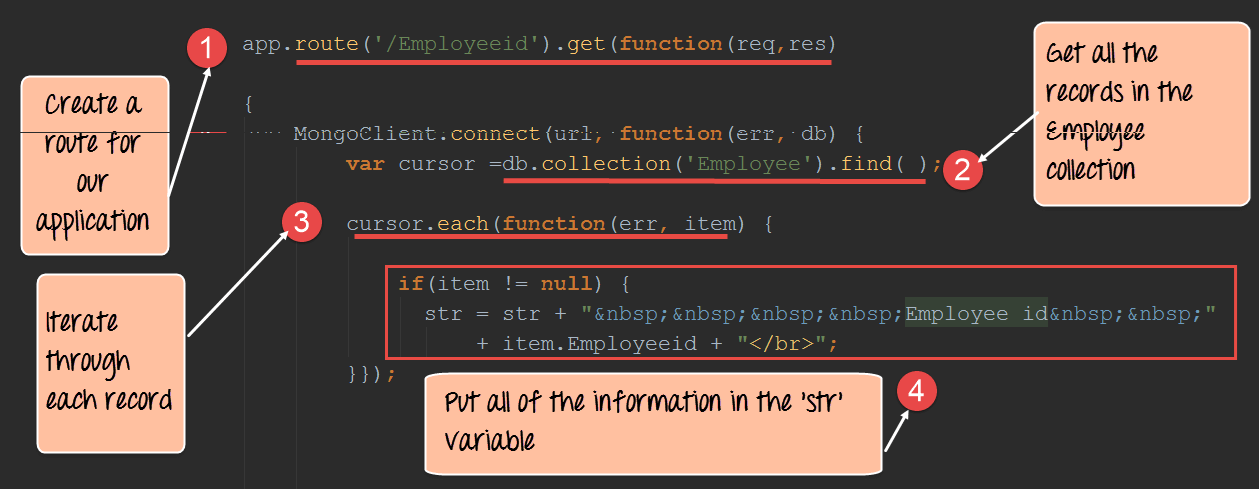 1
app.route('/Employeeid').get(function(req,res)
Create a
route for
our
application
{
MongoClient.connect(url, function(err, db) {
var cursor =db.collection('Employee').find( );
2
Get all the
records in the
Employee
collection
3
cursor.each(function(err, item) {
Iterate
through
each record
if(item != null) {
str = str + "&nbsp;&nbsp;&nbsp;&nbsp;Employee id&nbsp;&nbsp;"
+ item.Employeeid + "</br>";
}});
4
Put all of the information in the 'str'
variable